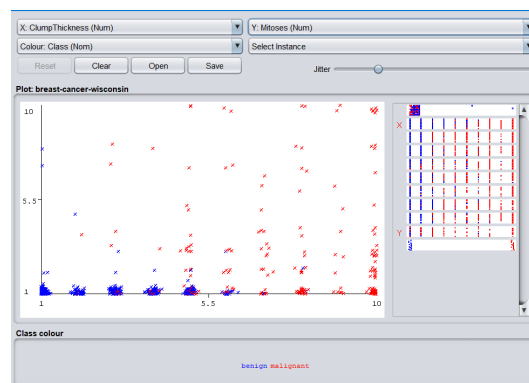 X: ClumpThickness (Num)
Y: Mitoses (Num)
Colour: Class (Nom)
Select Instance
Reset
Clear
Open
Save
Jitter
Plot: breast-cancer-wisconsin
10
5.5
1
1
5.5
10
X
Y
Class colour
benign malignant